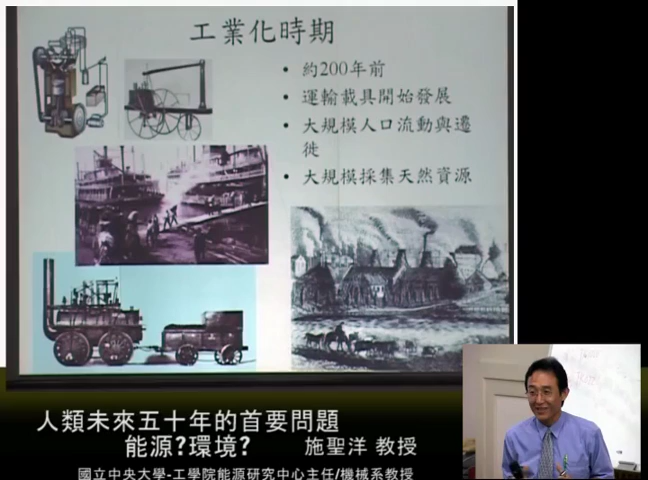 工業化時期
• 約200年前
• 運輸載具開始發展
• 大規模人口流動與遷
徙
• 大規模採集天然資源
人類未來五十年的首要問題
能源?環境?
施聖洋 教授
國立中央大學-工學院能源研究中心主任/機械系教授